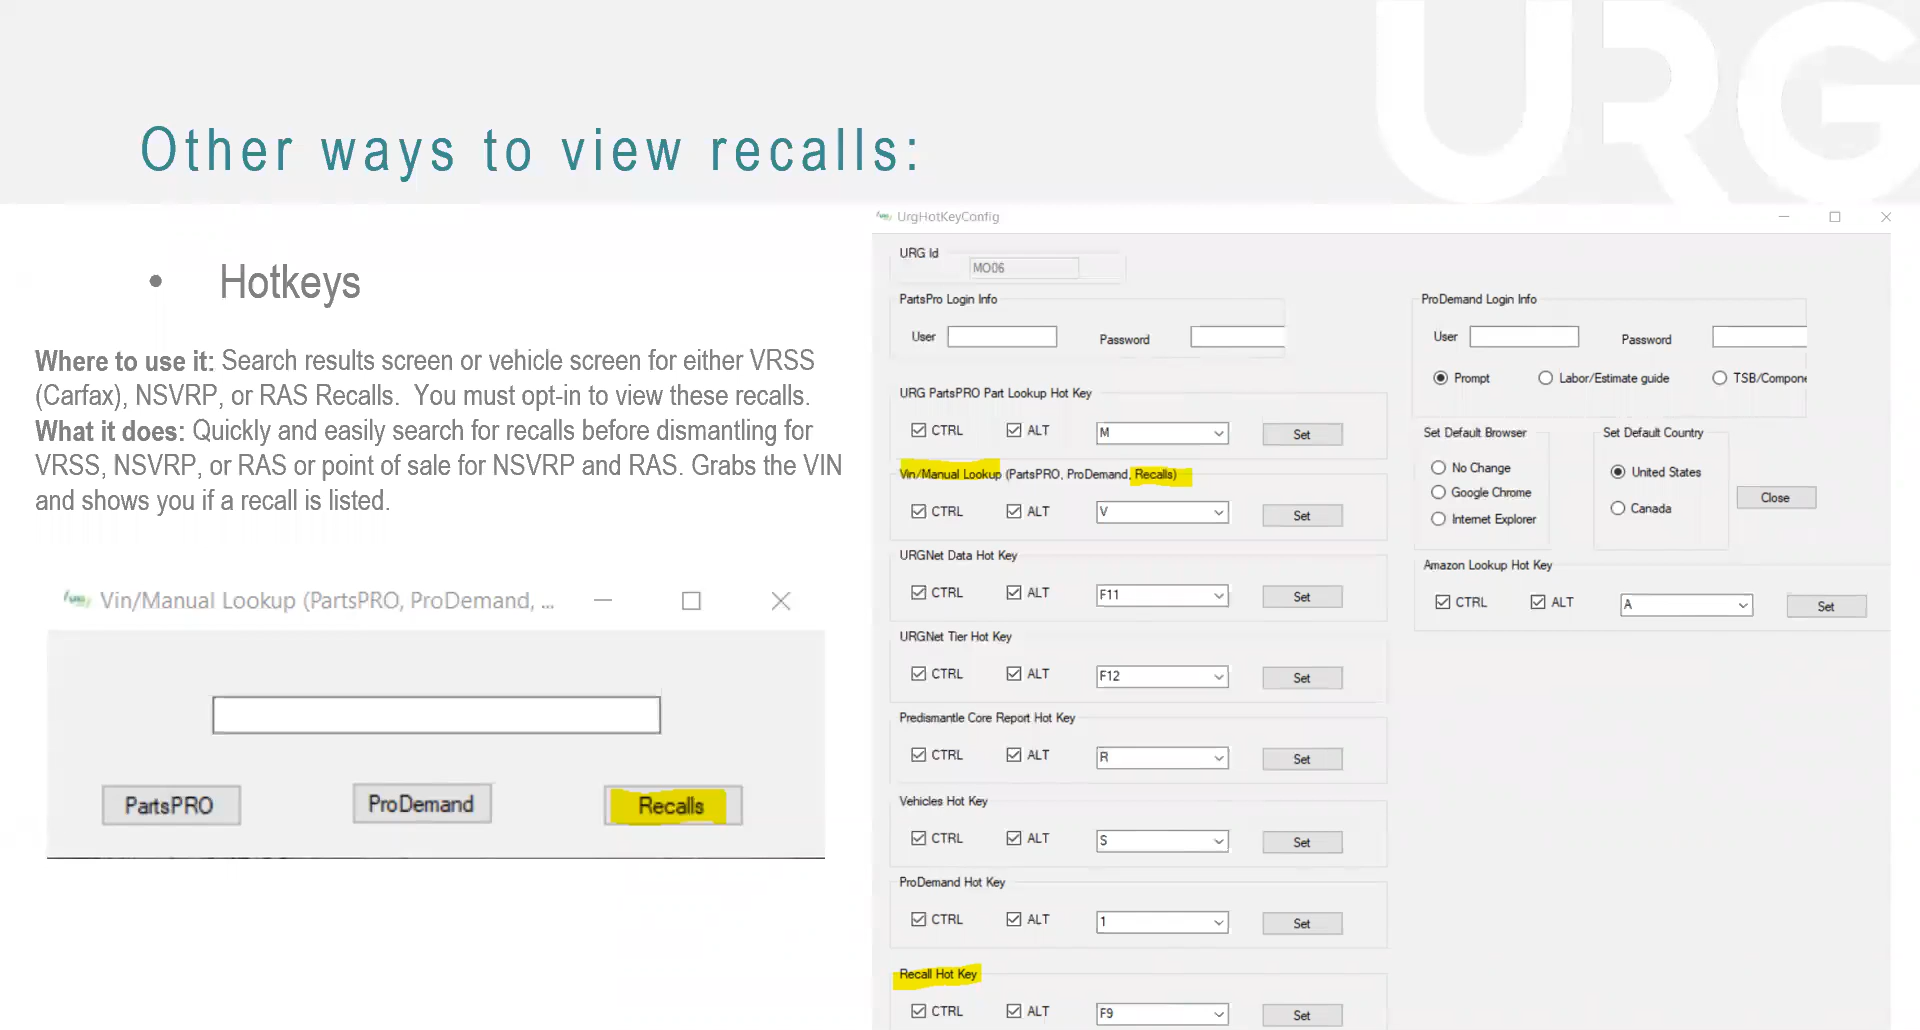 URG
Other ways to view recalls:
• Hotkeys
Where to use it: Search results screen or vehicle screen for either VRSS
(Carfax), NSVRP, or RAS Recalls.  You must opt-in to view these recalls.
What it does: Quickly and easily search for recalls before dismantling for
VRSS, NSVRP, or RAS or point of sale for NSVRP and RAS. Grabs the VIN
and shows you if a recall is listed.
Vin/Manual Lookup (PartsPRO, ProDemand, ...
PartsPRO ProDemand Recalls
UrgHotKeyConfig
URG Id
MO06
PartsPro Login Info
User Password
ProDemand Login Info
User Password
Prompt Labor/Estimate guide TSB/Compone
URG PartsPRO Part Lookup Hot Key
CTRL ALT M Set
Vin/Manual Lookup (PartsPRO, ProDemand, Recalls)
CTRL ALT V Set
URGNet Data Hot Key
CTRL ALT F11 Set
URGNet Tier Hot Key
CTRL ALT F12 Set
Predismantle Core Report Hot Key
CTRL ALT R Set
Vehicles Hot Key
CTRL ALT S Set
ProDemand Hot Key
CTRL ALT 1 Set
Recall Hot Key
CTRL ALT F9 Set
Set Default Browser
No Change
Google Chrome
Internet Explorer
Set Default Country
United States
Canada
Close
Amazon Lookup Hot Key
CTRL ALT A Set